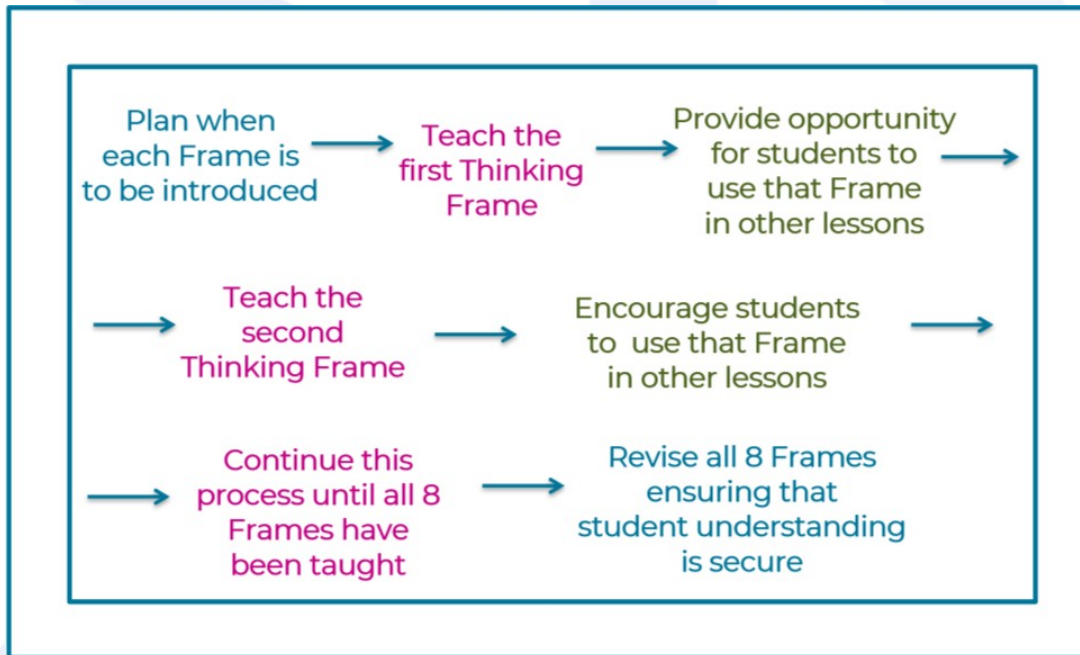 Plan when
each Frame is
to be introduced
Teach the
first Thinking
Frame
Provide opportunity
for students to
use that Frame
in other lessons
Teach the
second
Thinking Frame
Encourage students
to use that Frame
in other lessons
Continue this
process until all 8
Frames have
been taught
Revise all 8 Frames
ensuring that
student understanding
is secure